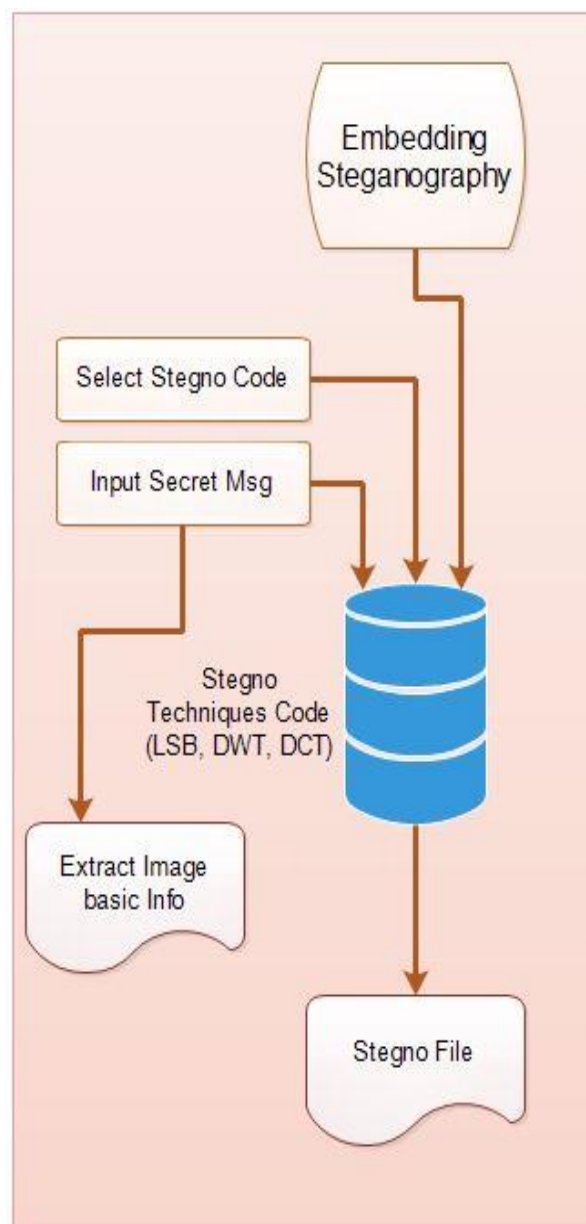 Embedding
Steganography
Select Stegno Code
Input Secret Msg
Stegno
Techniques Code
(LSB, DWT, DCT)
Extract Image
basic Info
Stegno File